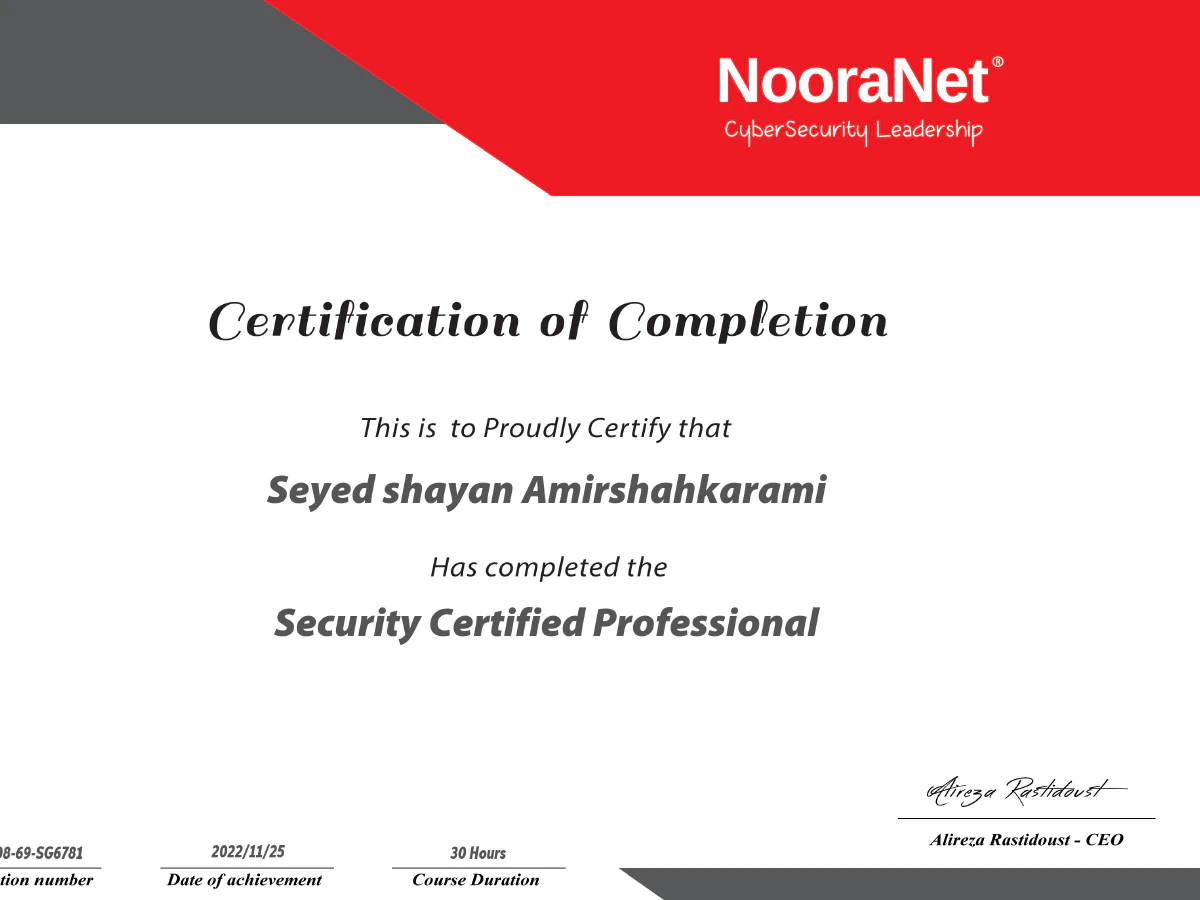 NooraNet®
CyberSecurity Leadership
Certification of Completion
This is to Proudly Certify that
Seyed shayan Amirshahkarami
Has completed the
Security Certified Professional
Alireza Rastidoust
Alireza Rastidoust - CEO
08-69-SG6781
2022/11/25
30 Hours
tion number
Date of achievement
Course Duration